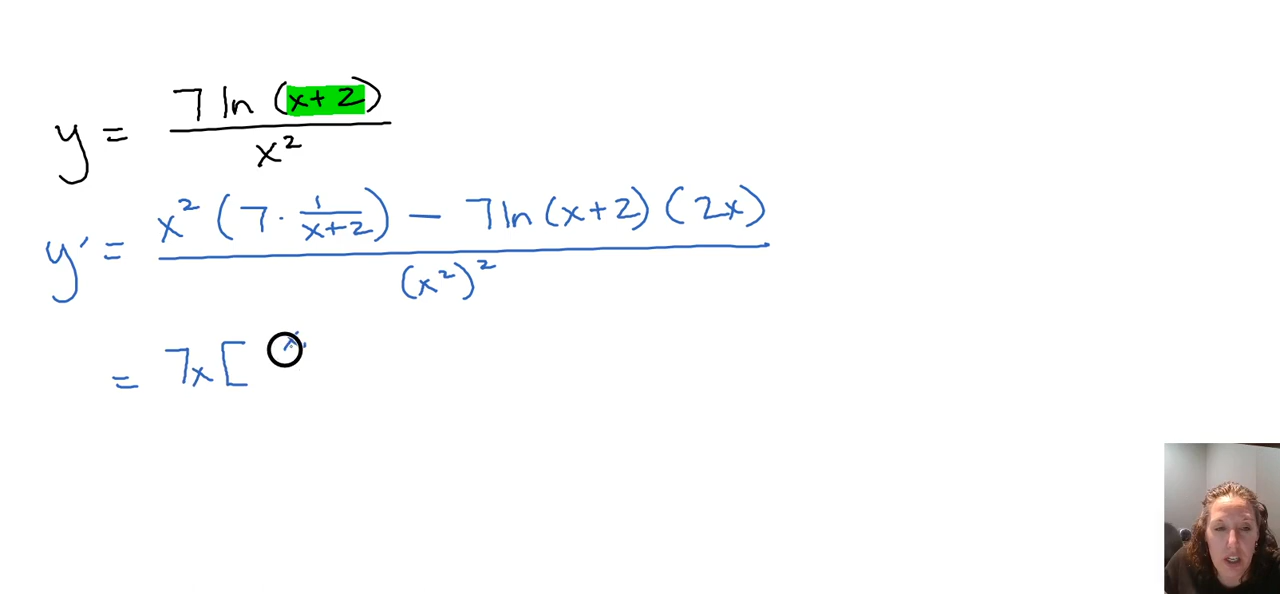 y = 7 ln (x+2) / x²
y' = x² (7 · 1/(x+2)) − 7 ln (x+2) (2x) / (x²)²
= 7x [